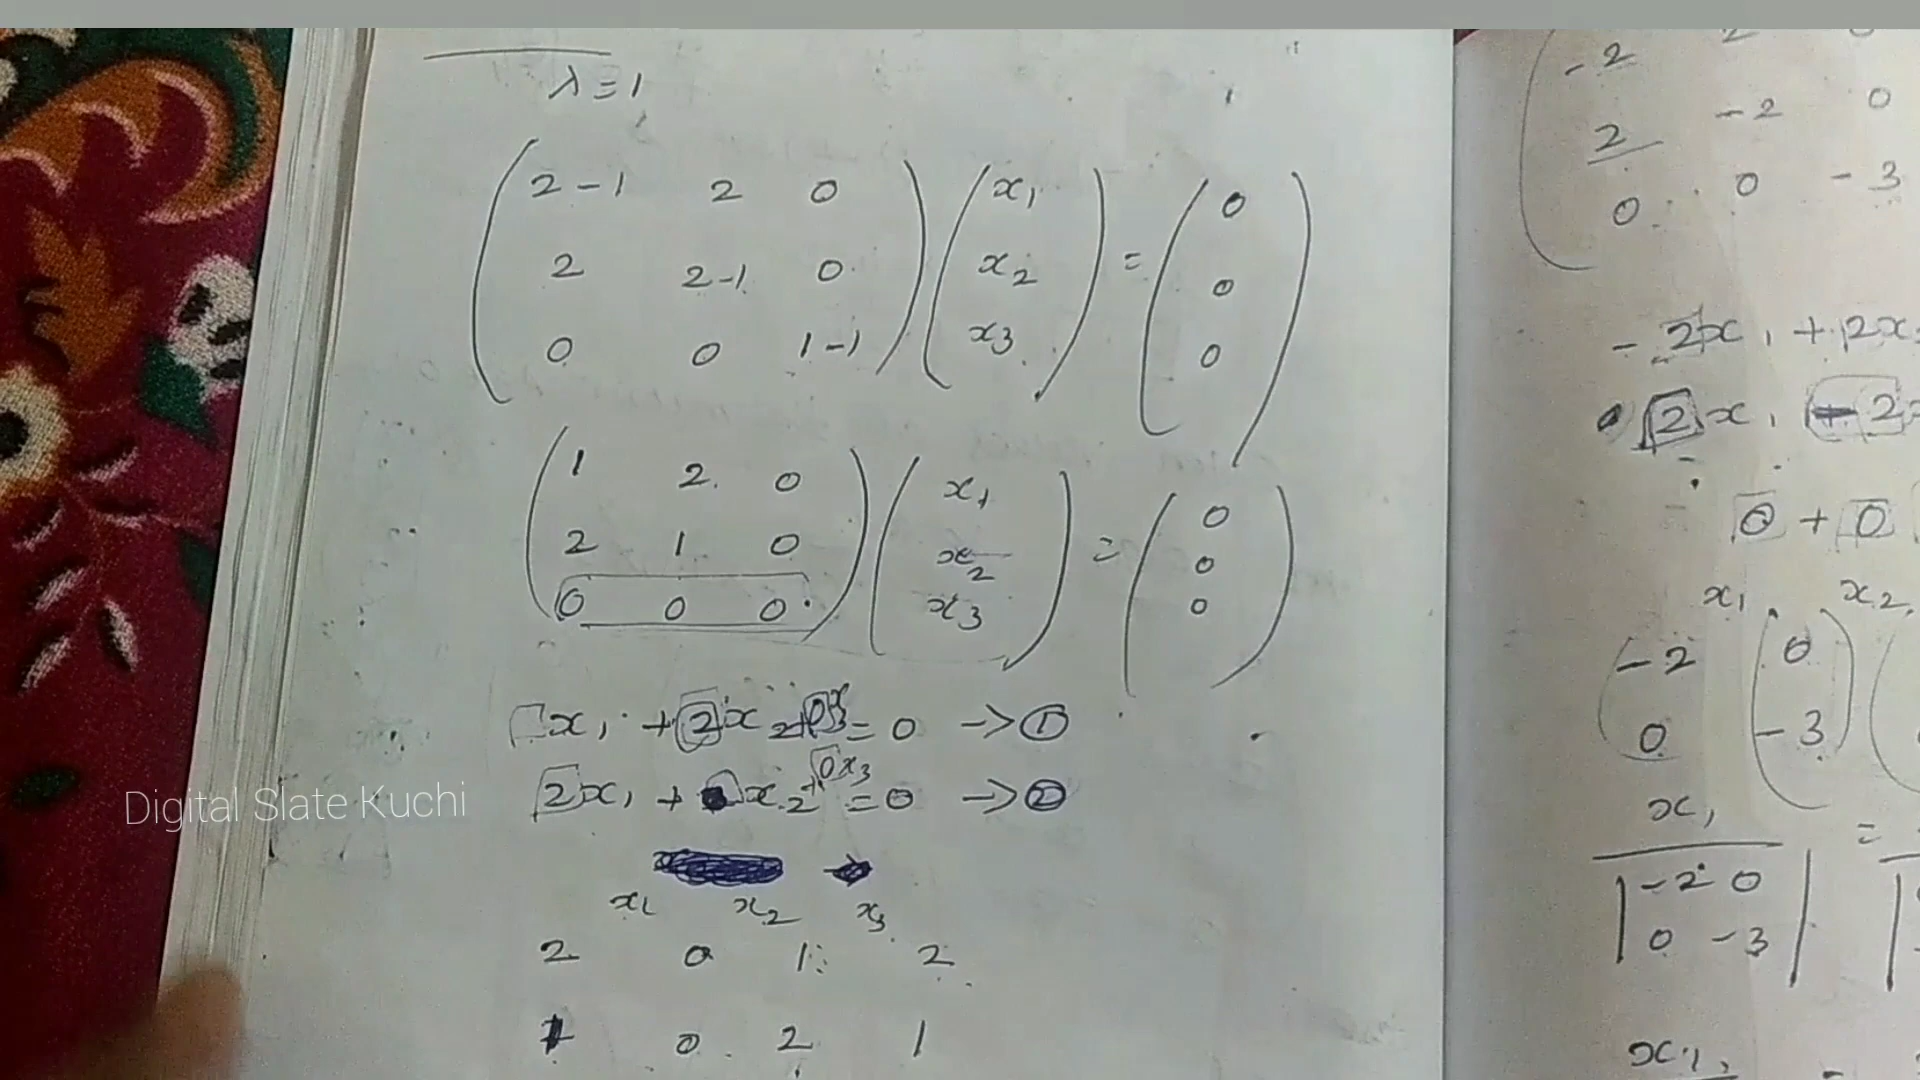 λ = 1
2-1 2 0 x1 0
2 2-1 0 x2 = 0
0 0 1-1 x3 0
1 2 0 x1 0
2 1 0 x2 = 0
0 0 0 x3 0
x1 + 2x2 + 0x3 = 0 → ①
2x1 + x2 + 0x3 = 0 → ②
x1 x2 x3
2 0 1 2
1 0 2 1
-2
2 -2 0
0 0 -3
-2x1 + 2x
2x1 - 2
0 + 0
x1 x2
-2 0
0 -3
x1
=
-2 0
0 -3
x1
Digital Slate Kuchi